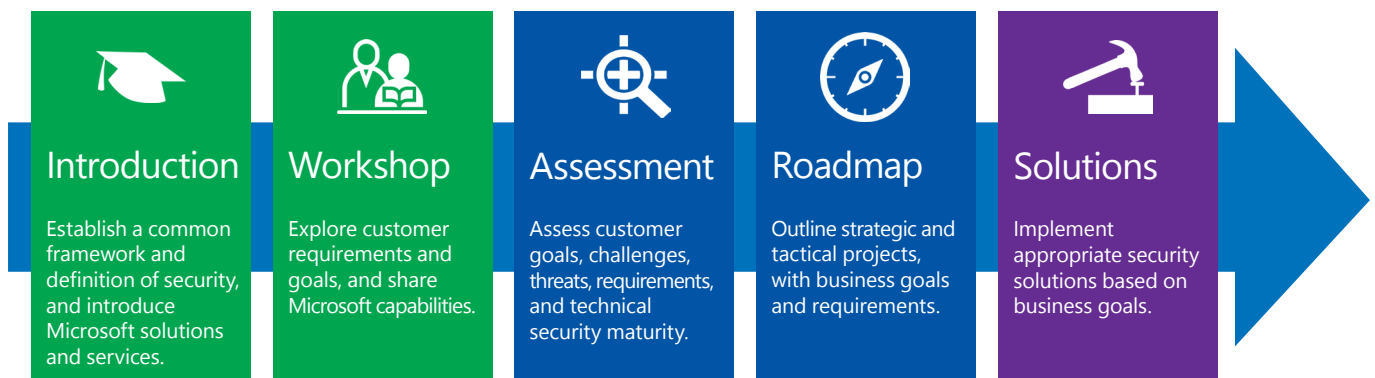 Introduction
Establish a common
framework and
definition of security,
and introduce
Microsoft solutions
and services.
Workshop
Explore customer
requirements and
goals, and share
Microsoft capabilities.
Assessment
Assess customer
goals, challenges,
threats, requirements,
and technical
security maturity.
Roadmap
Outline strategic and
tactical projects,
with business goals
and requirements.
Solutions
Implement
appropriate security
solutions based on
business goals.